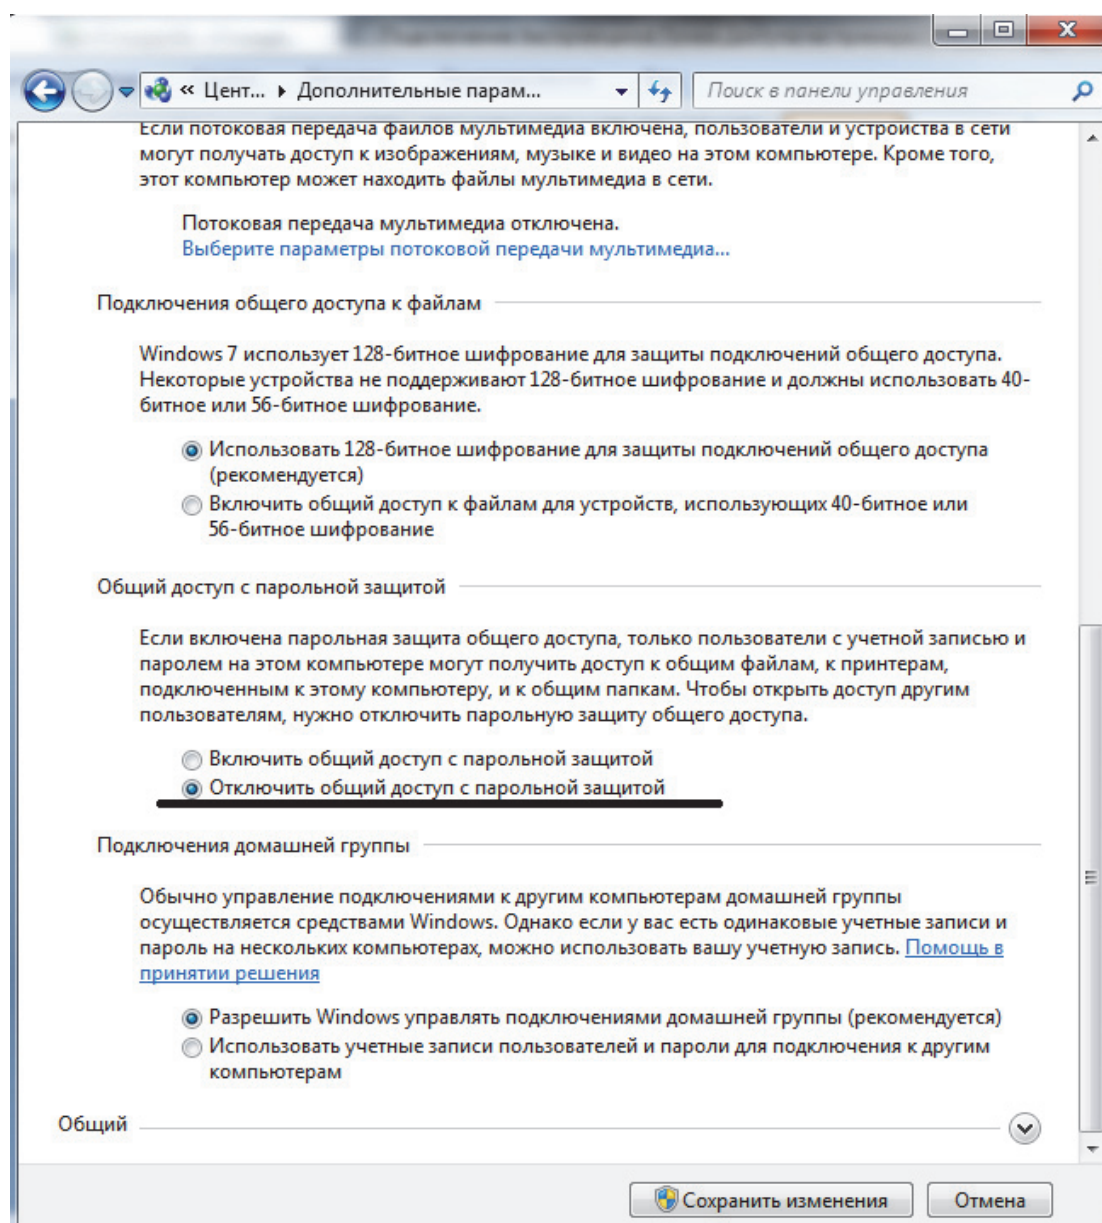 « Цент... ▸ Дополнительные парам...
Поиск в панели управления
Если потоковая передача файлов мультимедиа включена, пользователи и устройства в сети
могут получать доступ к изображениям, музыке и видео на этом компьютере. Кроме того,
этот компьютер может находить файлы мультимедиа в сети.
Потоковая передача мультимедиа отключена.
Выберите параметры потоковой передачи мультимедиа...
Подключения общего доступа к файлам
Windows 7 использует 128-битное шифрование для защиты подключений общего доступа.
Некоторые устройства не поддерживают 128-битное шифрование и должны использовать 40-
битное или 56-битное шифрование.
Использовать 128-битное шифрование для защиты подключений общего доступа
(рекомендуется)
Включить общий доступ к файлам для устройств, использующих 40-битное или
56-битное шифрование
Общий доступ с парольной защитой
Если включена парольная защита общего доступа, только пользователи с учетной записью и
паролем на этом компьютере могут получить доступ к общим файлам, к принтерам,
подключенным к этому компьютеру, и к общим папкам. Чтобы открыть доступ другим
пользователям, нужно отключить парольную защиту общего доступа.
Включить общий доступ с парольной защитой
Отключить общий доступ с парольной защитой
Подключения домашней группы
Обычно управление подключениями к другим компьютерам домашней группы
осуществляется средствами Windows. Однако если у вас есть одинаковые учетные записи и
пароль на нескольких компьютерах, можно использовать вашу учетную запись. Помощь в
принятии решения
Разрешить Windows управлять подключениями домашней группы (рекомендуется)
Использовать учетные записи пользователей и пароли для подключения к другим
компьютерам
Общий
Сохранить изменения
Отмена